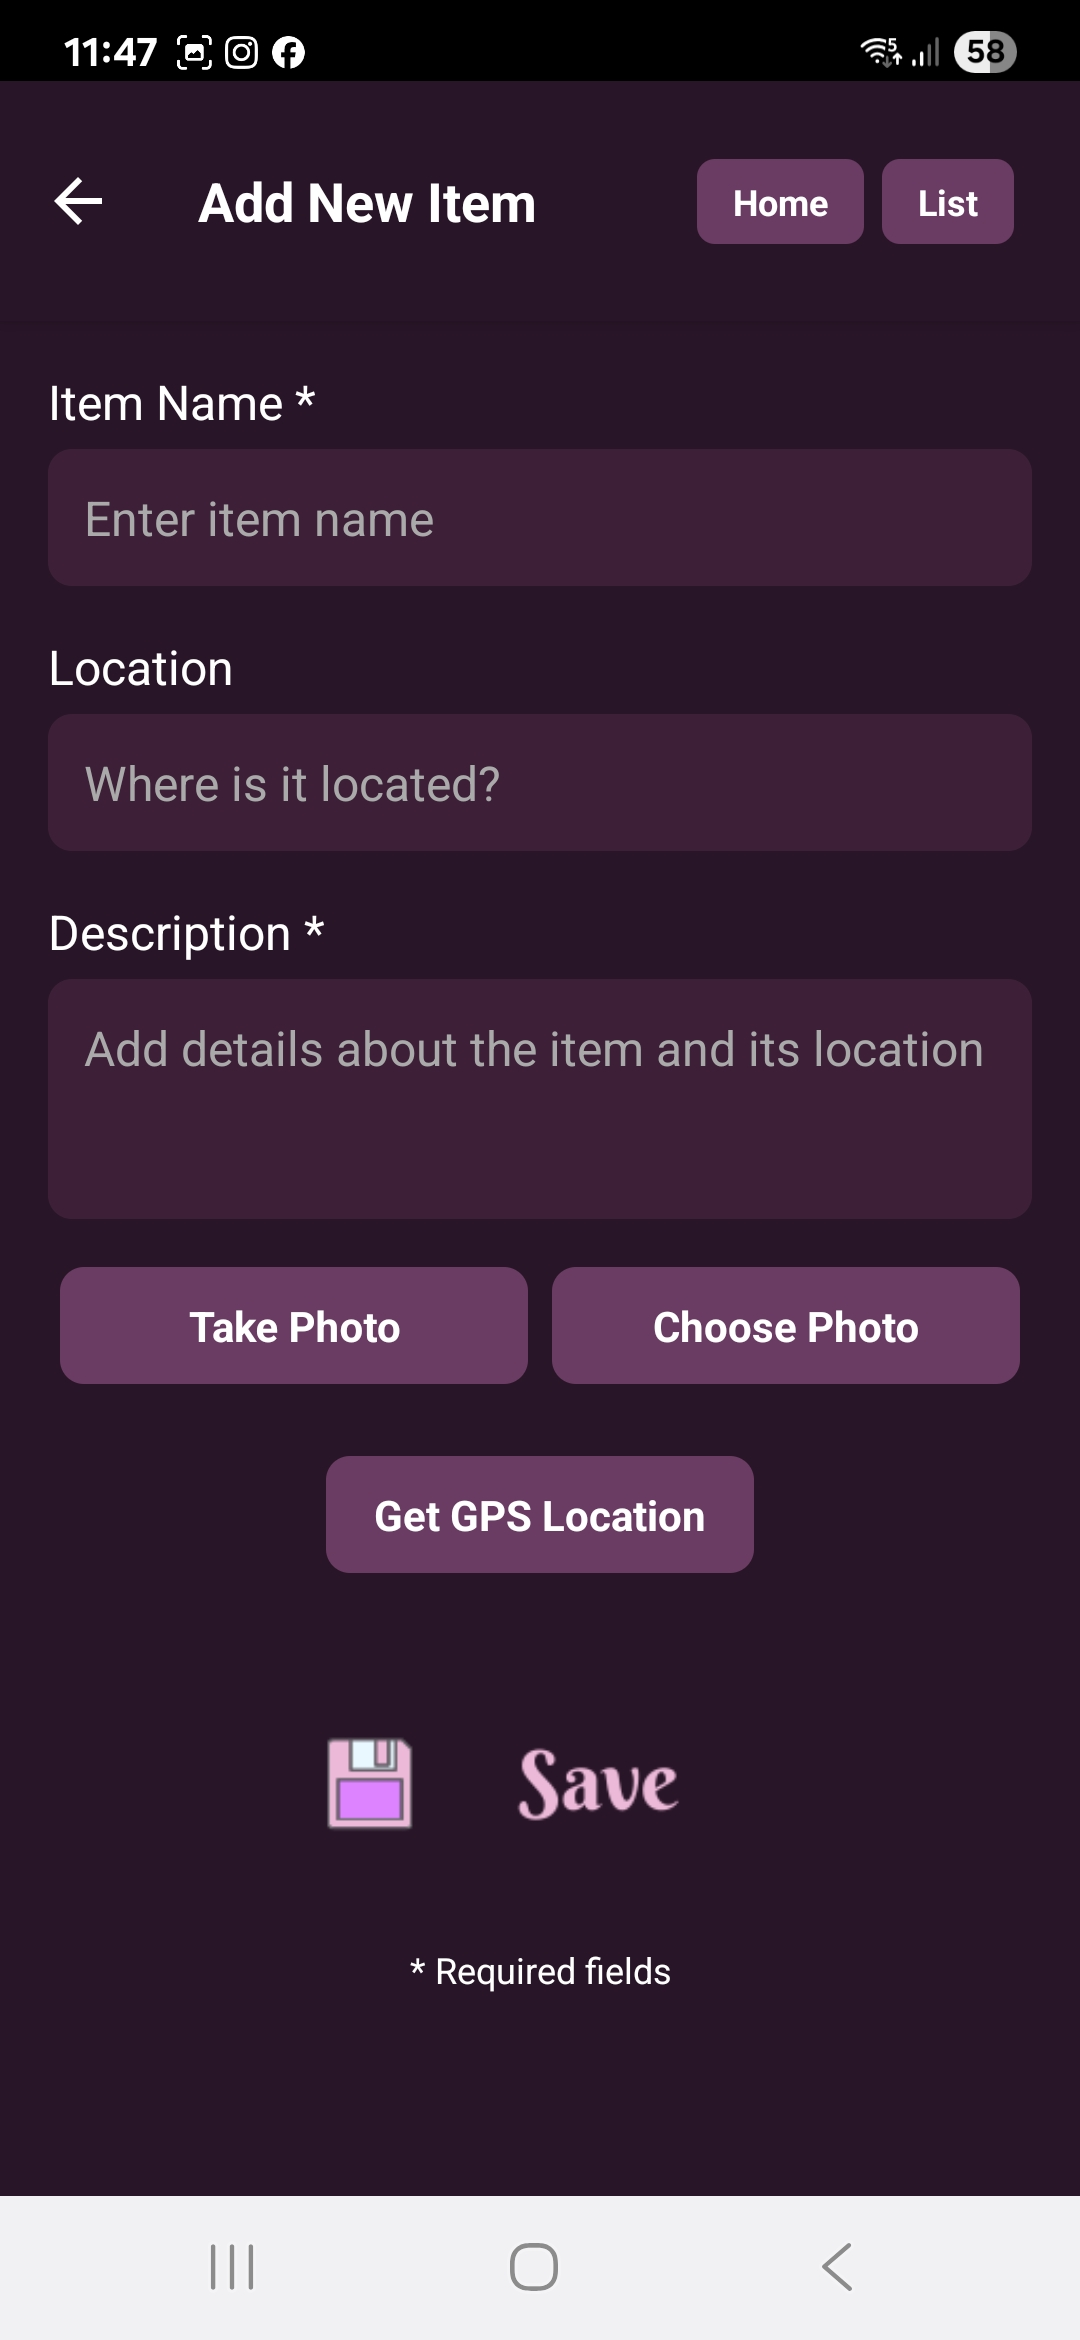 11:47 5 58
Add New Item Home List
Item Name *
Enter item name
Location
Where is it located?
Description *
Add details about the item and its location
Take Photo Choose Photo
Get GPS Location
Save
* Required fields